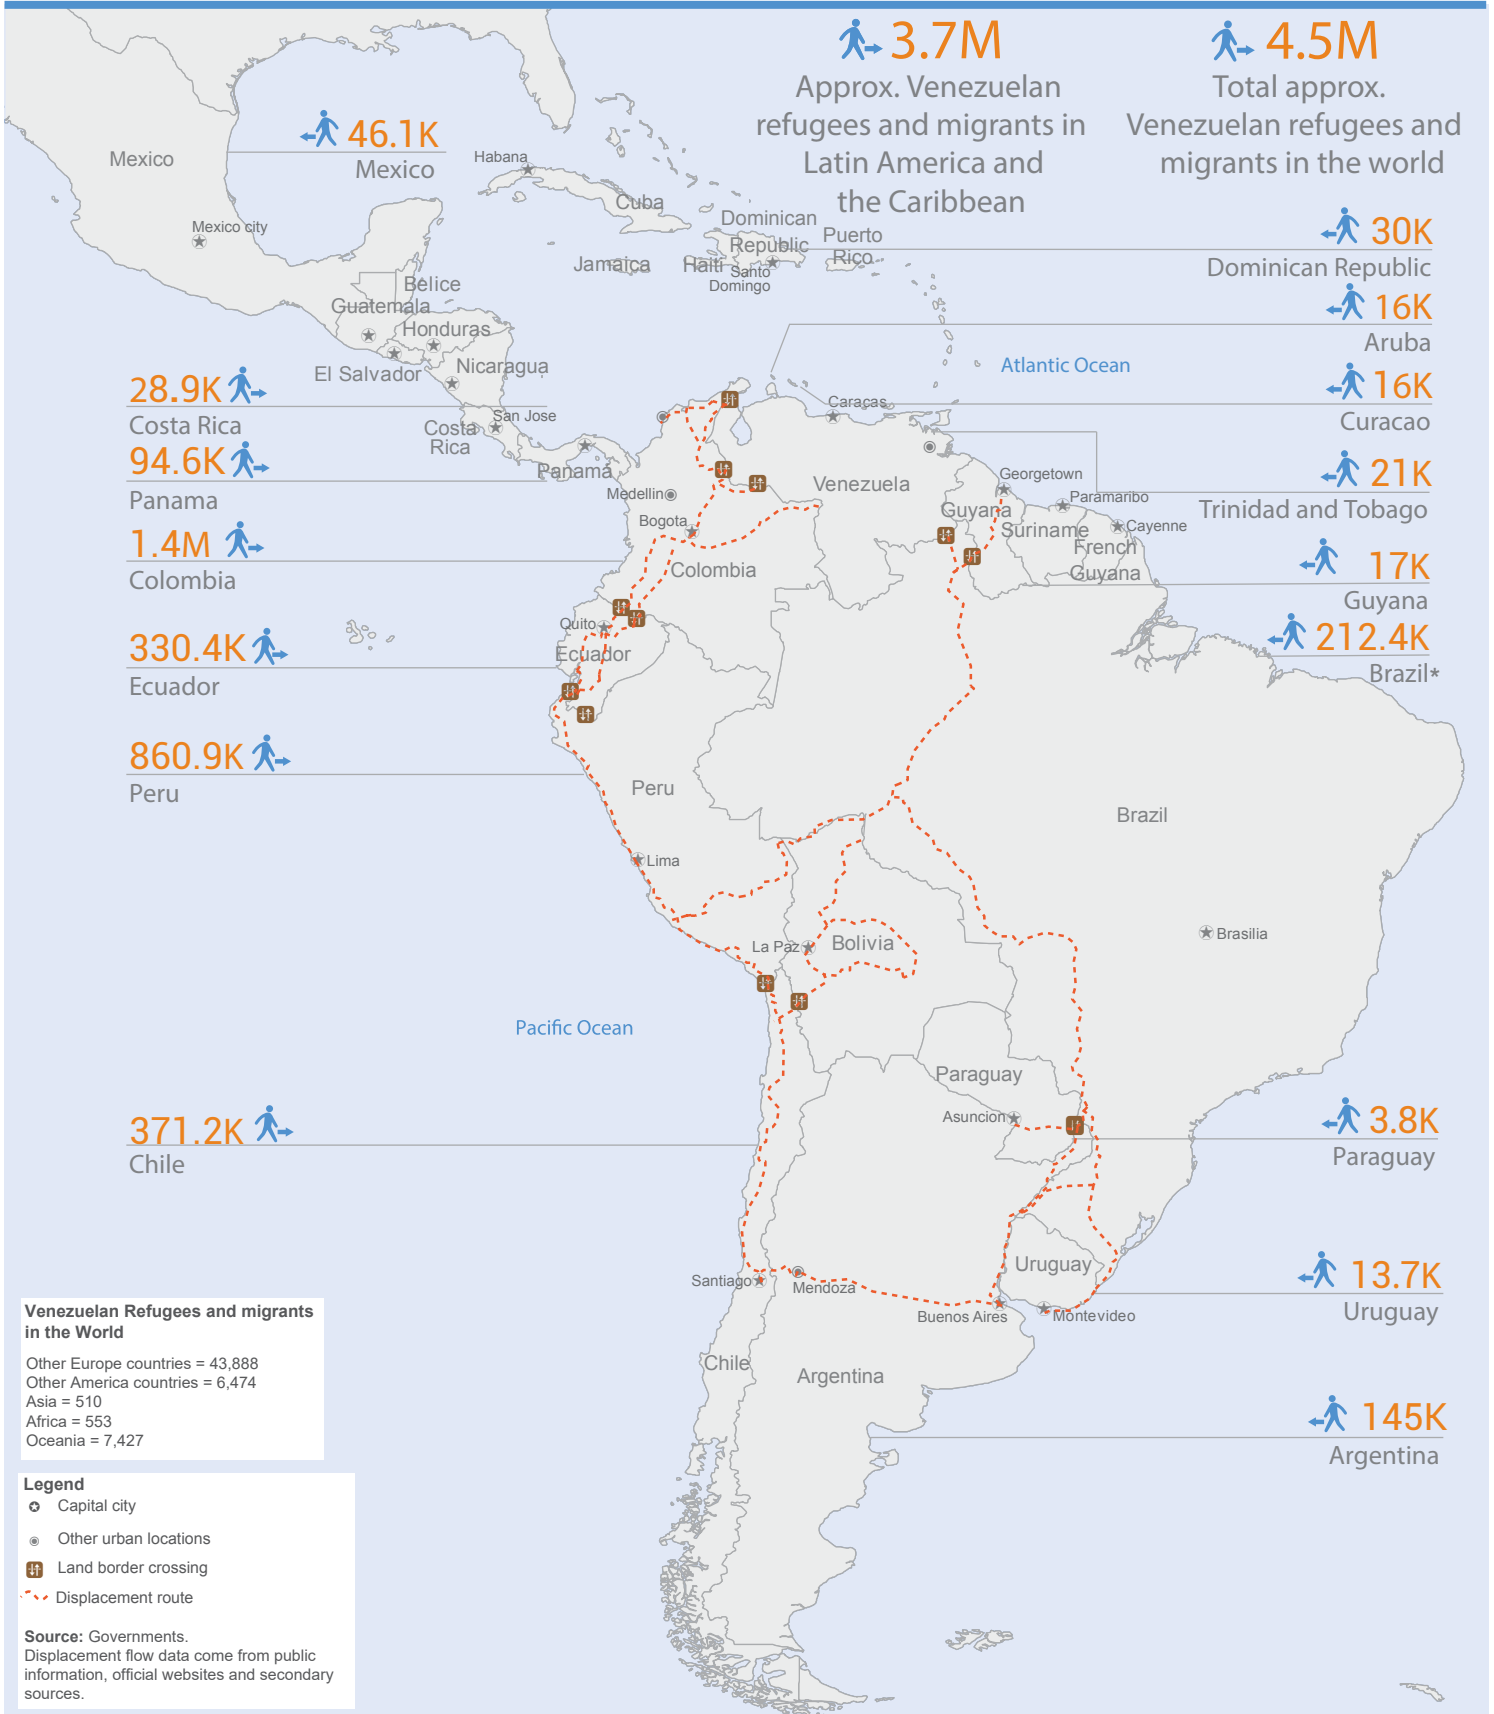 3.7M
Approx. Venezuelan
refugees and migrants in
Latin America and
the Caribbean
4.5M
Total approx.
Venezuelan refugees and
migrants in the world
46.1K
Mexico
Mexico
Mexico city
Habana
Cuba
Dominican
Republic
Puerto
Rico
Jamaica
Haiti
Santo
Domingo
Belice
Guatemala
Honduras
El Salvador
Nicaragua
30K
Dominican Republic
16K
Aruba
Atlantic Ocean
16K
Curacao
21K
Trinidad and Tobago
17K
Guyana
212.4K
Brazil*
28.9K
Costa Rica
94.6K
Panama
1.4M
Colombia
330.4K
Ecuador
860.9K
Peru
371.2K
Chile
San Jose
Costa
Rica
Panamá
Caracas
Medellin
Bogota
Venezuela
Georgetown
Guyana
Paramaribo
Suriname
Cayenne
French
Guyana
Colombia
Quito
Ecuador
Peru
Brazil
Lima
La Paz
Bolivia
Brasilia
Pacific Ocean
Paraguay
Asuncion
3.8K
Paraguay
Santiago
Mendoza
Buenos Aires
Uruguay
Montevideo
13.7K
Uruguay
Chile
Argentina
145K
Argentina
Venezuelan Refugees and migrants
in the World
Other Europe countries = 43,888
Other America countries = 6,474
Asia = 510
Africa = 553
Oceania = 7,427
Legend
Capital city
Other urban locations
Land border crossing
Displacement route
Source: Governments.
Displacement flow data come from public
information, official websites and secondary
sources.